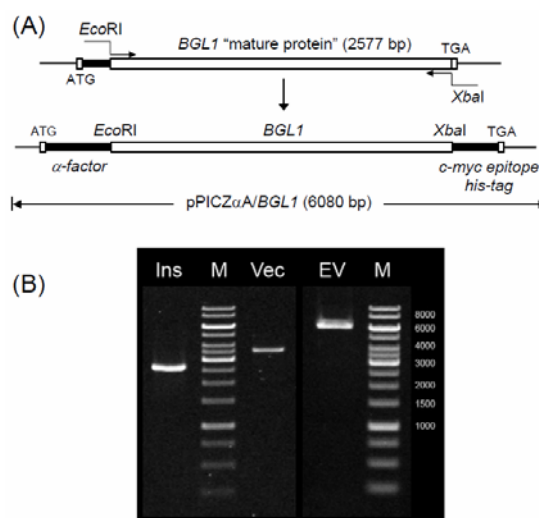 (A)
EcoRI
BGL1 “mature protein” (2577 bp)
TGA
ATG
XbaI
ATG
EcoRI
BGL1
XbaI
TGA
α-factor
c-myc epitope
his-tag
pPICZαA/BGL1 (6080 bp)
(B)
Ins M Vec EV M
8000
6000
4000
3000
2000
1500
1000